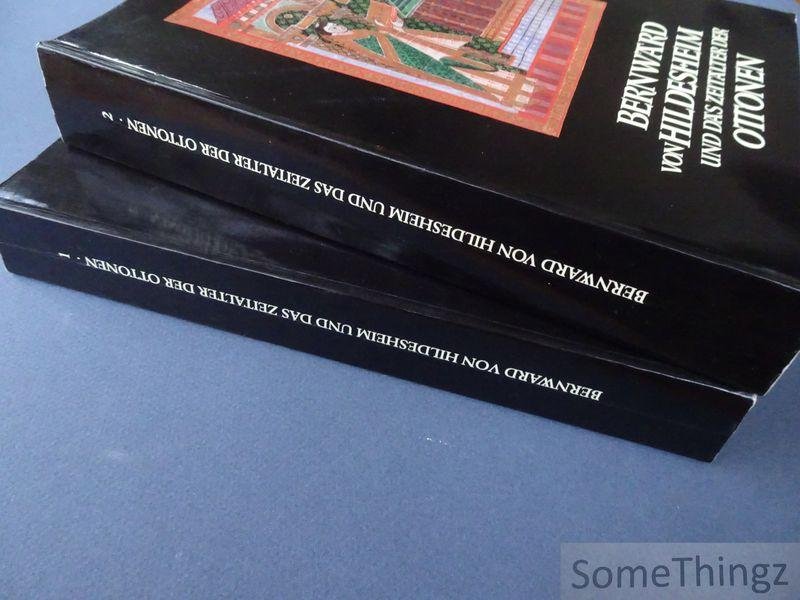 BERNWARD
VON HILDESHEIM
UND DAS ZEITALTER DER
OTTONEN
BERNWARD VON HILDESHEIM UND DAS ZEITALTER DER OTTONEN · 2
BERNWARD VON HILDESHEIM UND DAS ZEITALTER DER OTTONEN · 1
SomeThingz